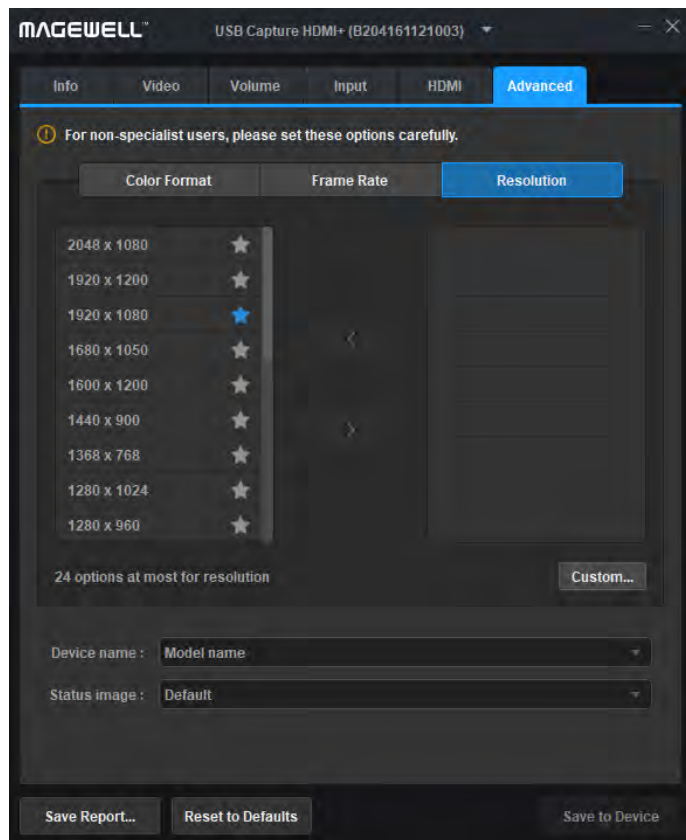 MAGEWELL™ USB Capture HDMI+ (B204161121003)
Info Video Volume Input HDMI Advanced
For non-specialist users, please set these options carefully.
Color Format Frame Rate Resolution
2048 x 1080
1920 x 1200
1920 x 1080
1680 x 1050
1600 x 1200
1440 x 900
1368 x 768
1280 x 1024
1280 x 960
24 options at most for resolution Custom...
Device name : Model name
Status image : Default
Save Report... Reset to Defaults Save to Device